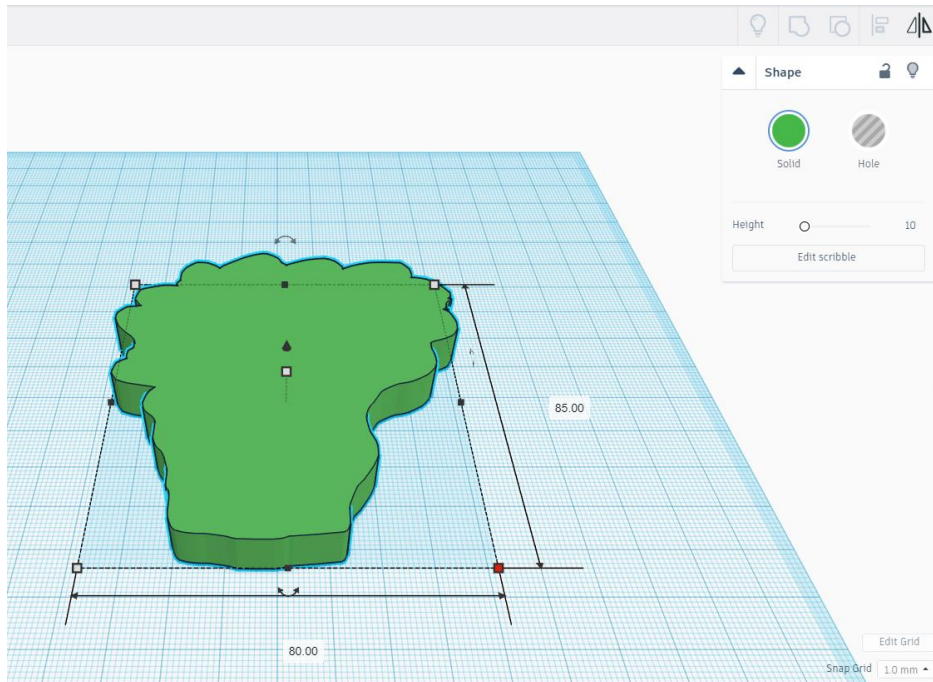 Shape
Solid
Hole
Height
10
Edit scribble
85.00
80.00
Edit Grid
Snap Grid 1.0 mm